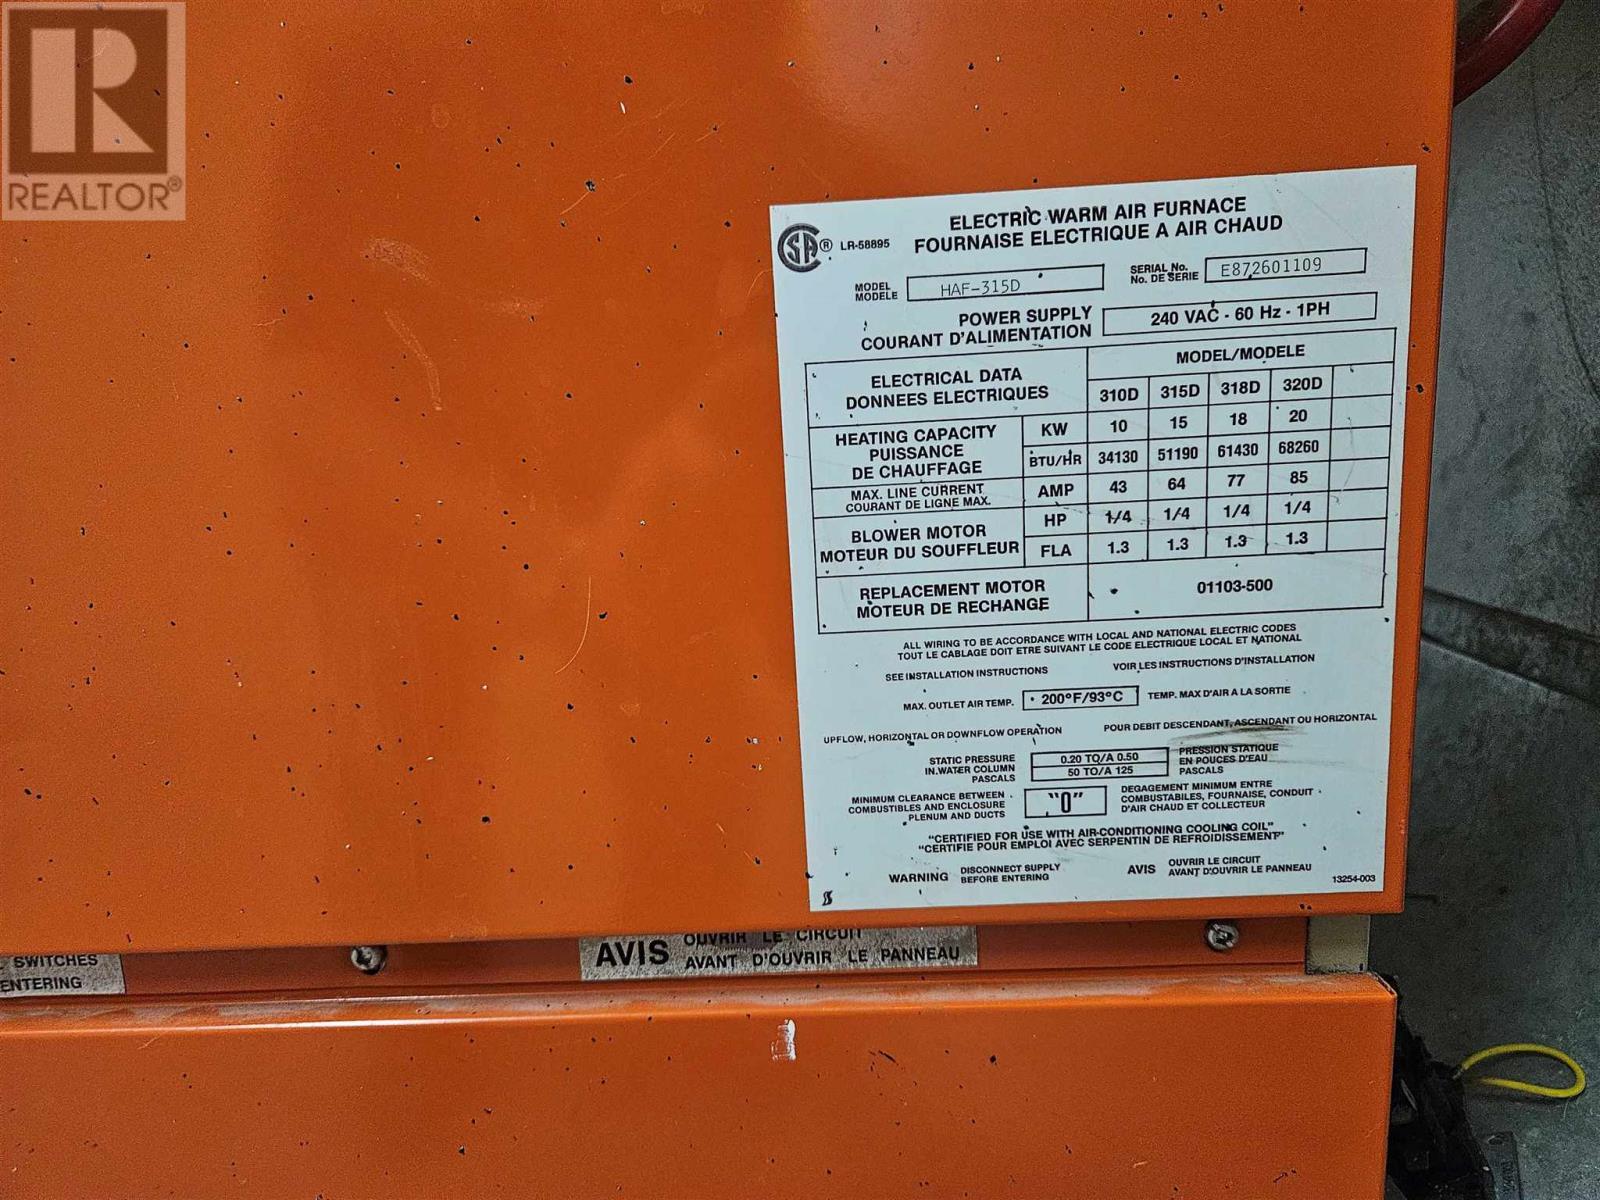 REALTOR®
SA ® LR-58895
ELECTRIC WARM AIR FURNACE
FOURNAISE ELECTRIQUE A AIR CHAUD
MODEL
MODELE
HAF-315D
SERIAL No.
No. DE SERIE
E872601109
POWER SUPPLY
COURANT D'ALIMENTATION
240 VAC - 60 Hz - 1PH
ELECTRICAL DATA
DONNEES ELECTRIQUES
MODEL/MODELE
310D 315D 318D 320D
HEATING CAPACITY
PUISSANCE
DE CHAUFFAGE
KW 10 15 18 20
BTU/HR 34130 51190 61430 68260
MAX. LINE CURRENT
COURANT DE LIGNE MAX.
AMP 43 64 77 85
BLOWER MOTOR
MOTEUR DU SOUFFLEUR
HP 1/4 1/4 1/4 1/4
FLA 1.3 1.3 1.3 1.3
REPLACEMENT MOTOR
MOTEUR DE RECHANGE
01103-500
ALL WIRING TO BE ACCORDANCE WITH LOCAL AND NATIONAL ELECTRIC CODES
TOUT LE CABLAGE DOIT ETRE SUIVANT LE CODE ELECTRIQUE LOCAL ET NATIONAL
SEE INSTALLATION INSTRUCTIONS VOIR LES INSTRUCTIONS D'INSTALLATION
MAX. OUTLET AIR TEMP. 200°F/93°C TEMP. MAX D'AIR A LA SORTIE
UPFLOW, HORIZONTAL OR DOWNFLOW OPERATION POUR DEBIT DESCENDANT, ASCENDANT OU HORIZONTAL
STATIC PRESSURE
IN.WATER COLUMN
PASCALS
0.20 TO/A 0.50
50 TO/A 125
PRESSION STATIQUE
EN POUCES D'EAU
PASCALS
MINIMUM CLEARANCE BETWEEN
COMBUSTIBLES AND ENCLOSURE
PLENUM AND DUCTS
"0"
DEGAGEMENT MINIMUM ENTRE
COMBUSTABILES, FOURNAISE, CONDUIT
D'AIR CHAUD ET COLLECTEUR
"CERTIFIED FOR USE WITH AIR-CONDITIONING COOLING COIL"
"CERTIFIE POUR EMPLOI AVEC SERPENTIN DE REFROIDISSEMENT"
WARNING
DISCONNECT SUPPLY
BEFORE ENTERING
AVIS
OUVRIR LE CIRCUIT
AVANT D'OUVRIR LE PANNEAU
13254-003
SWITCHES
ENTERING
AVIS
OUVRIR LE CIRCUIT
AVANT D'OUVRIR LE PANNEAU